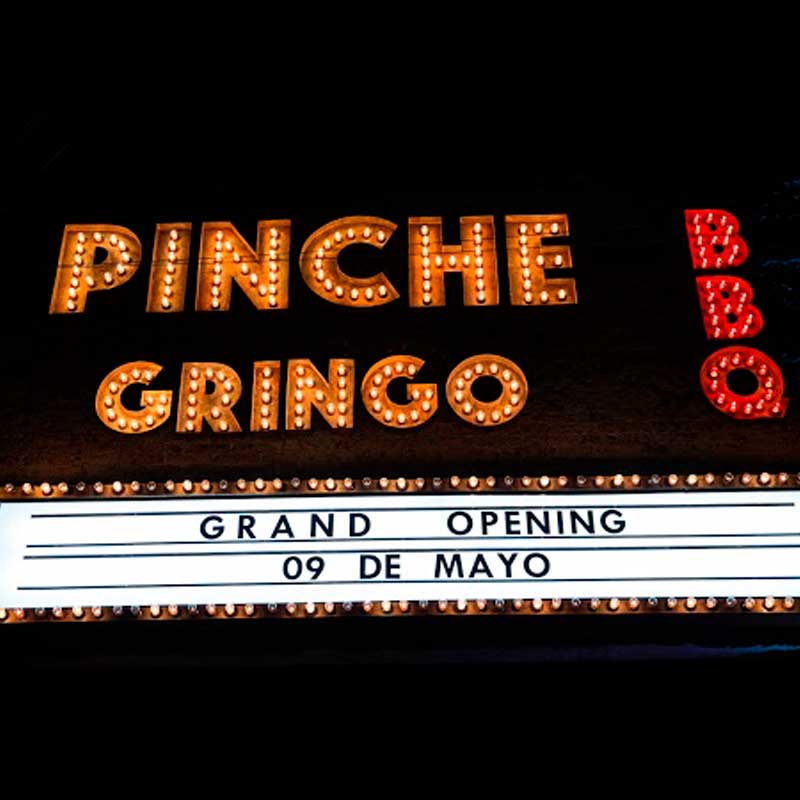 PINCHE
GRINGO
BBQ
GRAND OPENING
09 DE MAYO